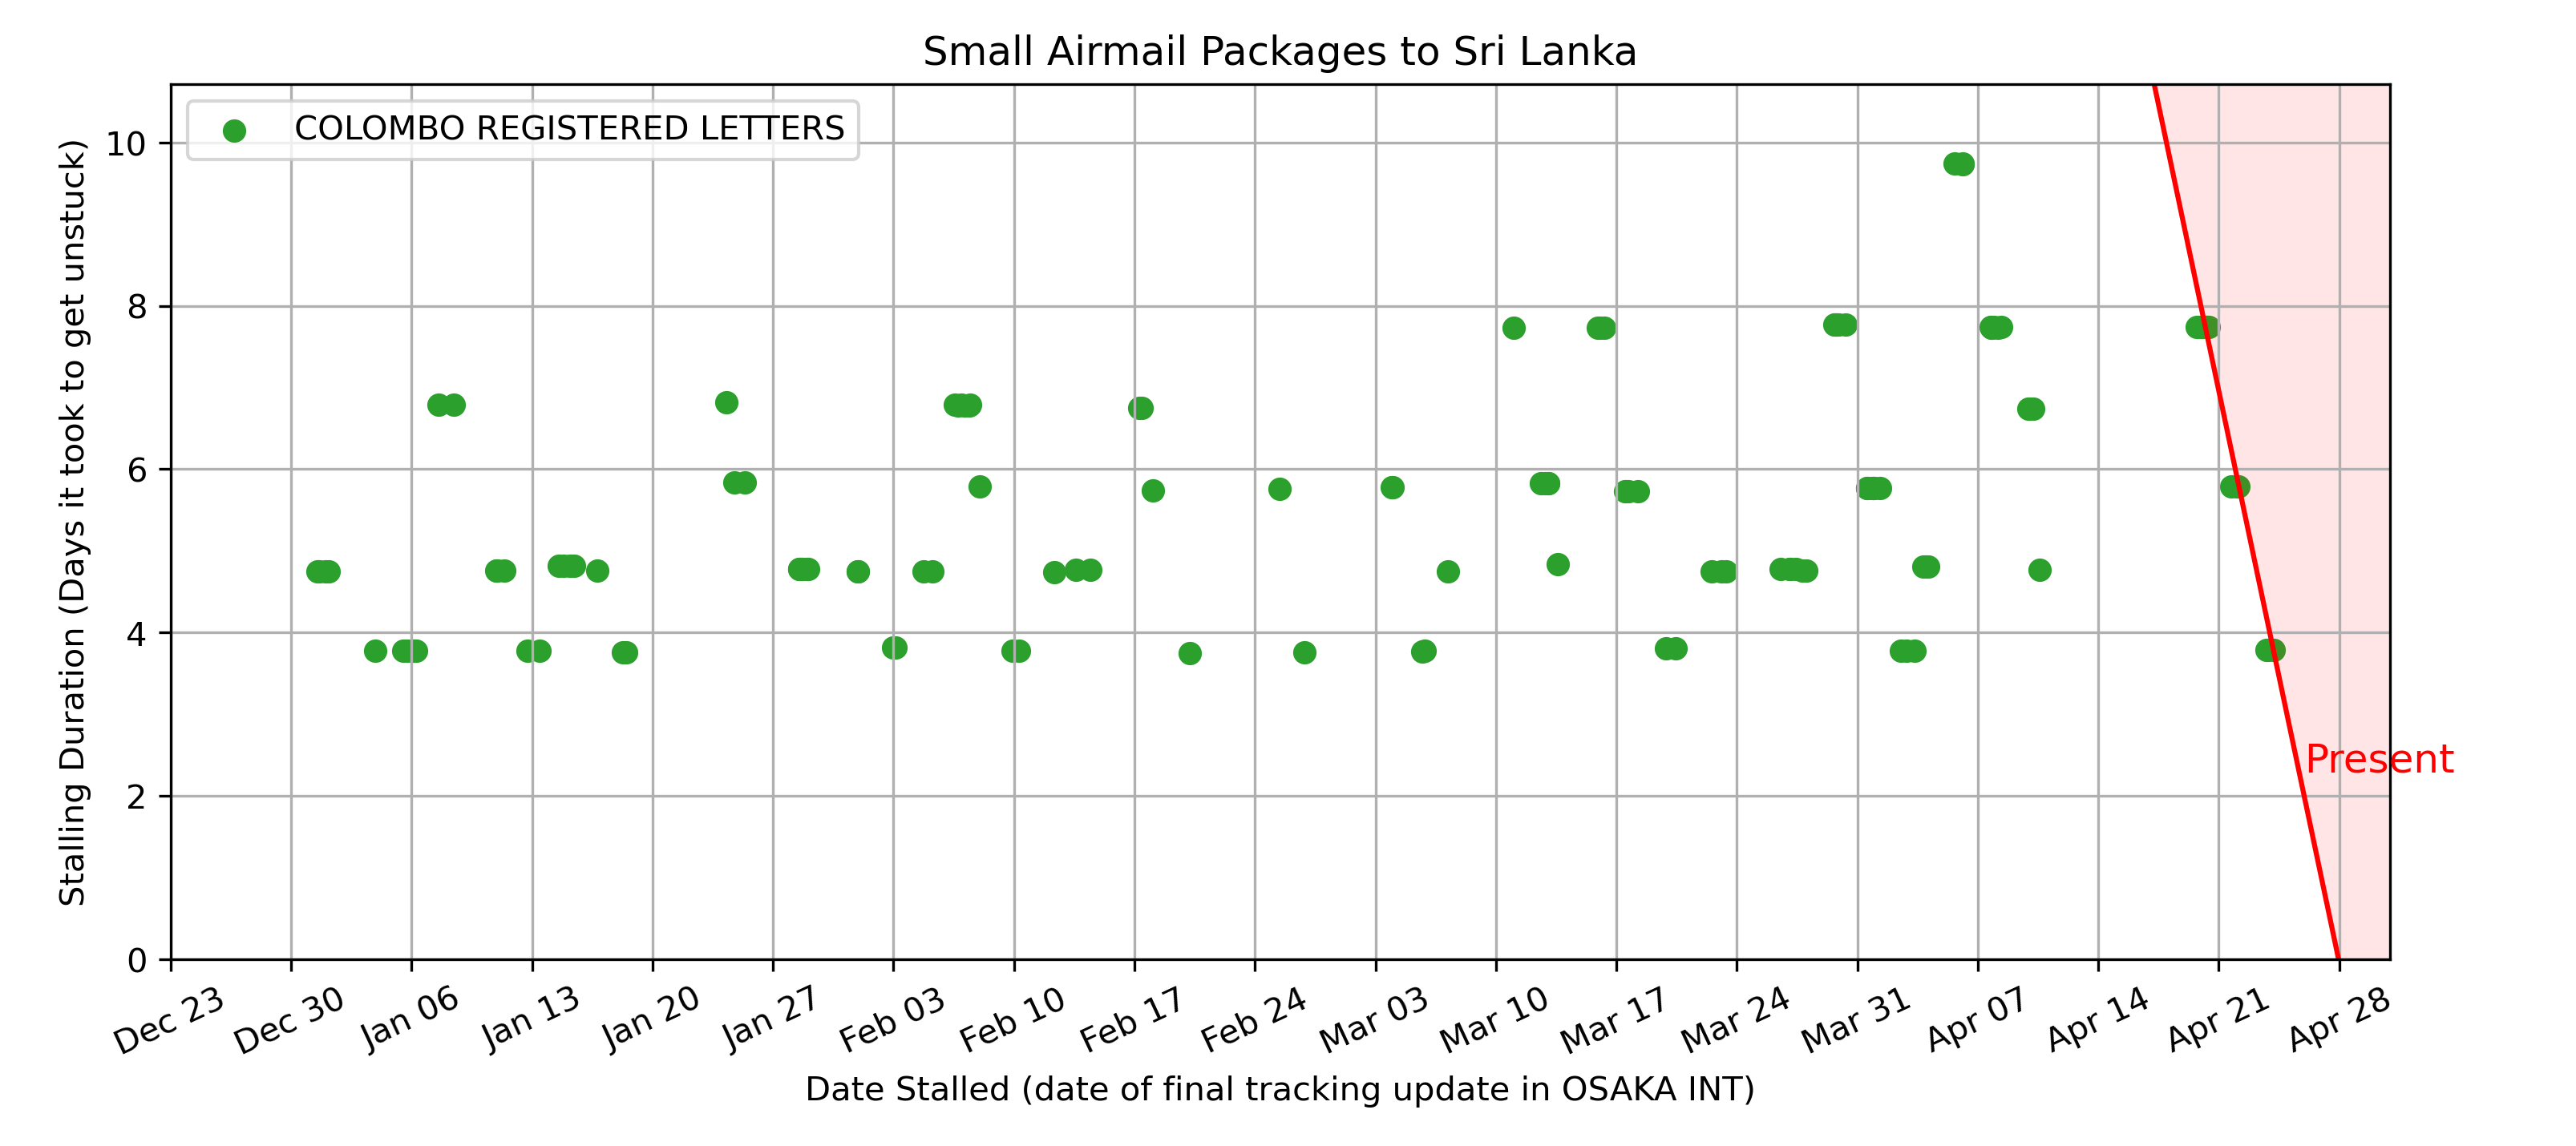 Small Airmail Packages to Sri Lanka
COLOMBO REGISTERED LETTERS
Stalling Duration (Days it took to get unstuck)
10
8
6
4
2
0
Present
Dec 23 Dec 30 Jan 06 Jan 13 Jan 20 Jan 27 Feb 03 Feb 10 Feb 17 Feb 24 Mar 03 Mar 10 Mar 17 Mar 24 Mar 31 Apr 07 Apr 14 Apr 21 Apr 28
Date Stalled (date of final tracking update in OSAKA INT)